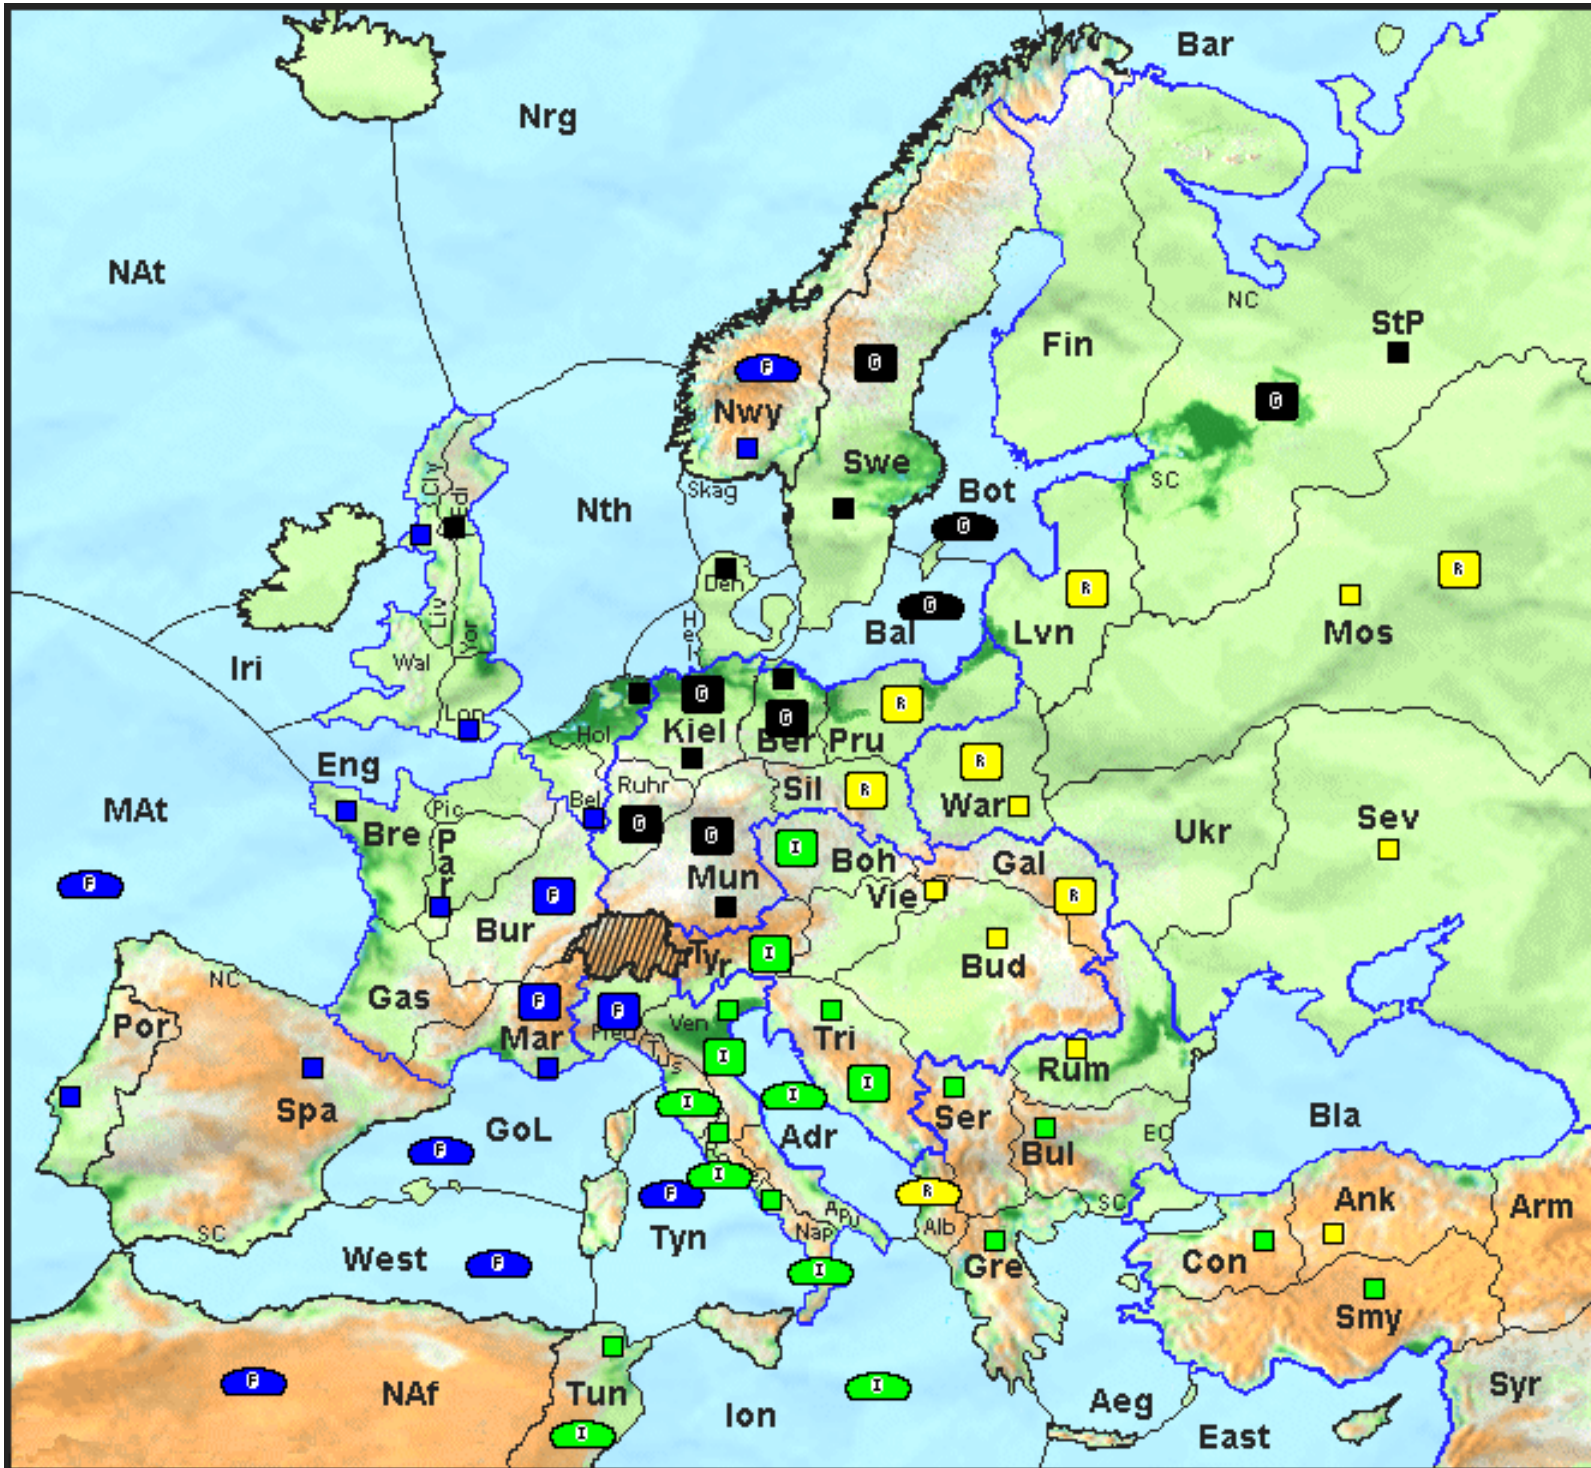 Bar
Nrg
NAt
NC
StP
Fin
F
G
G
Nwy
Swe
SC
Cly
Edi
Skag
Bot
Nth
G
R
Den
R
G
Bal
Lvn
Mos
Liv
Yor
Hel
Iri
Wal
Lon
G
R
G
Hol
Kiel
Ber
Pru
Eng
R
Ruhr
Sil
R
War
MAt
Pic
Bel
Bre
Par
G
G
Ukr
Sev
I
Boh
Gal
Mun
Vie
F
F
R
Bur
Tyr
I
Bud
NC
Gas
F
F
Por
Mar
Pied
Ven
Tri
Tus
I
I
Rum
Spa
I
I
Ser
Bla
GoL
Adr
Bul
EC
F
I
F
R
Ank
Arm
SC
Apu
Alb
SC
Nap
Tyn
West
F
I
Gre
Con
Smy
F
NAf
Tun
I
Ion
Aeg
Syr
I
East